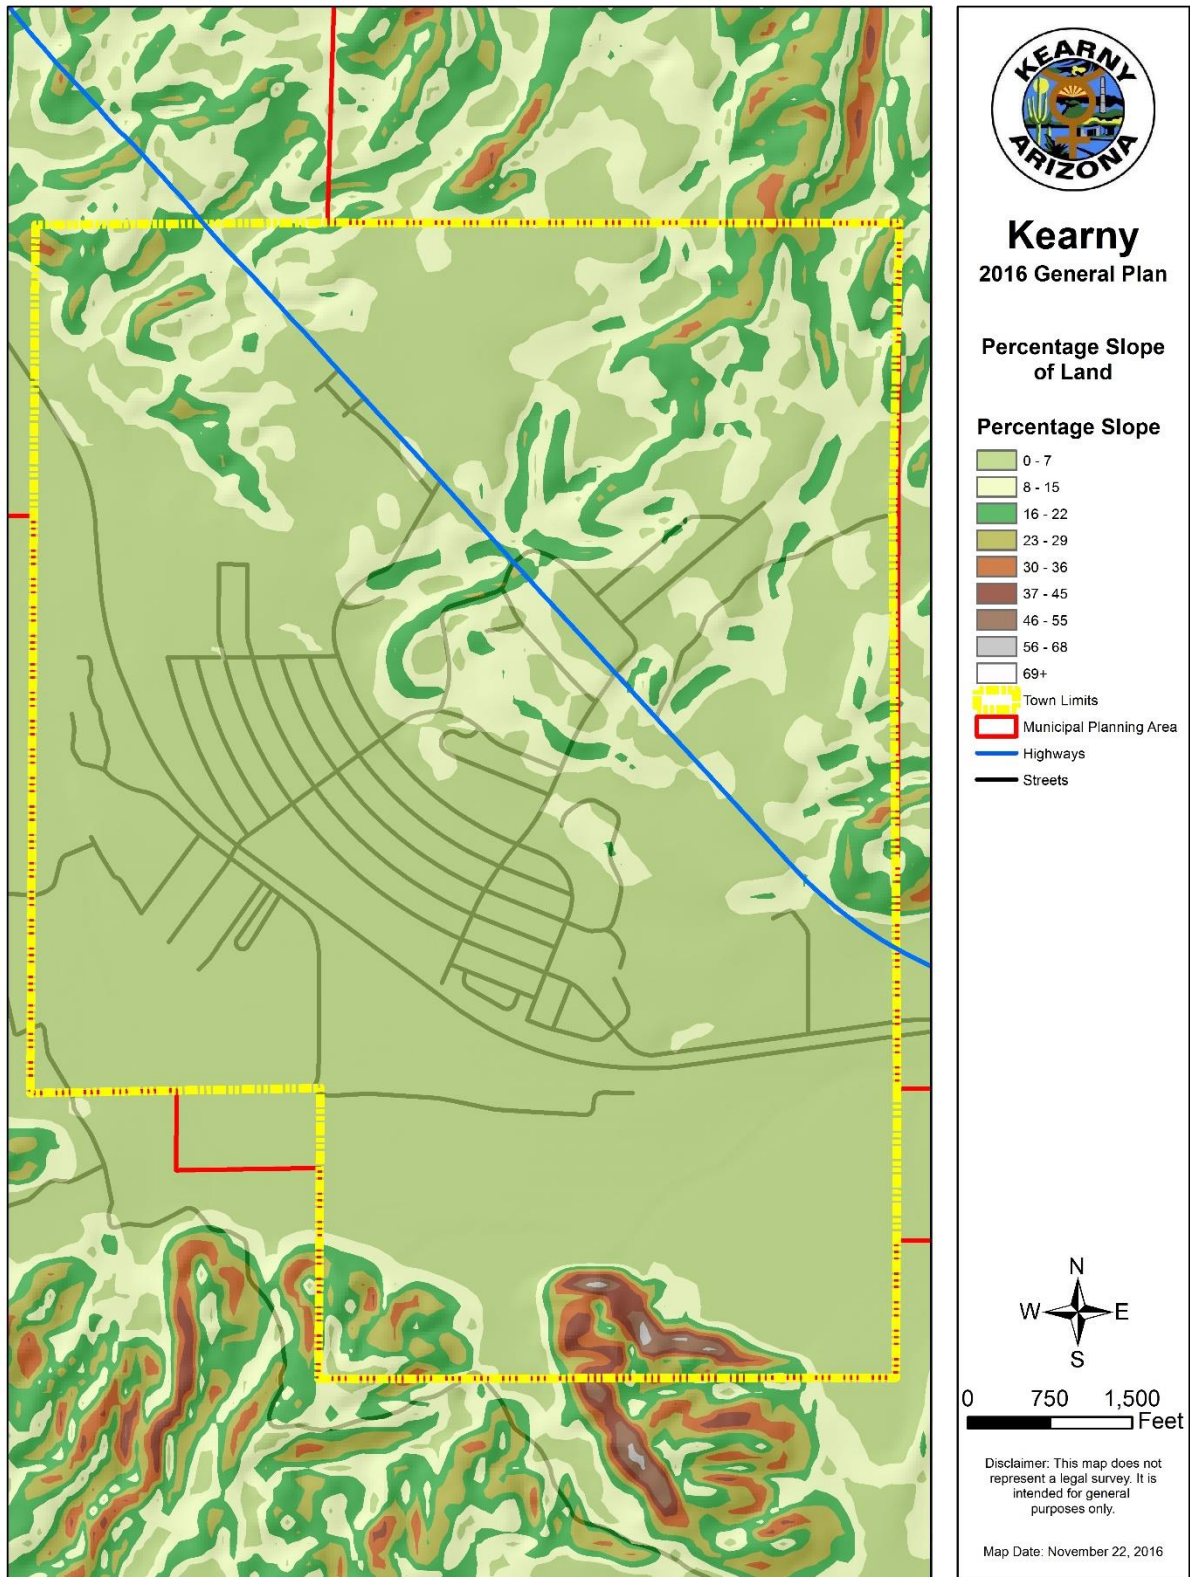 KEARNY
ARIZONA
Kearny
2016 General Plan
Percentage Slope
of Land
Percentage Slope
0 - 7
8 - 15
16 - 22
23 - 29
30 - 36
37 - 45
46 - 55
56 - 68
69+
Town Limits
Municipal Planning Area
Highways
Streets
N
W
E
S
0 750 1,500
Feet
Disclaimer: This map does not
represent a legal survey. It is
intended for general
purposes only.
Map Date: November 22, 2016